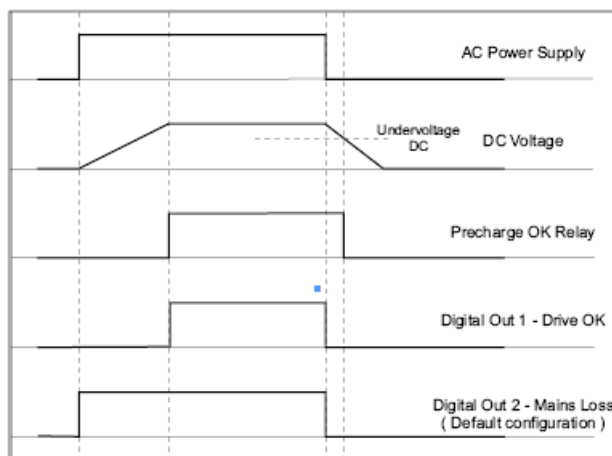 AC Power Supply
Undervoltage
DC
DC Voltage
Precharge OK Relay
Digital Out 1 - Drive OK
Digital Out 2 - Mains Loss
( Default configuration )